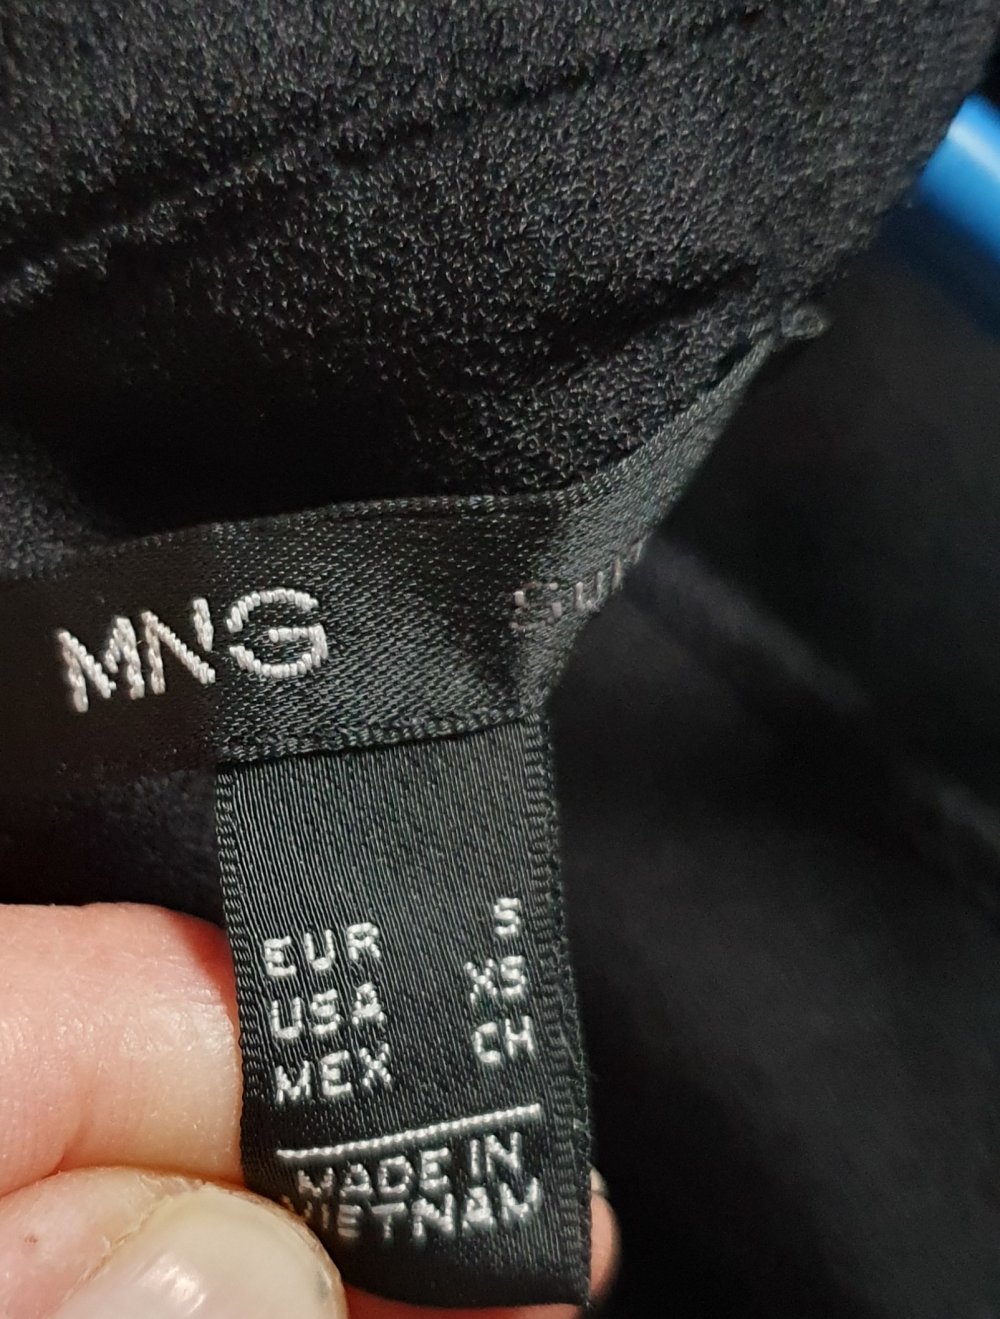 MNG
EUR S
USA XS
MEX CH
MADE IN
VIETNAM